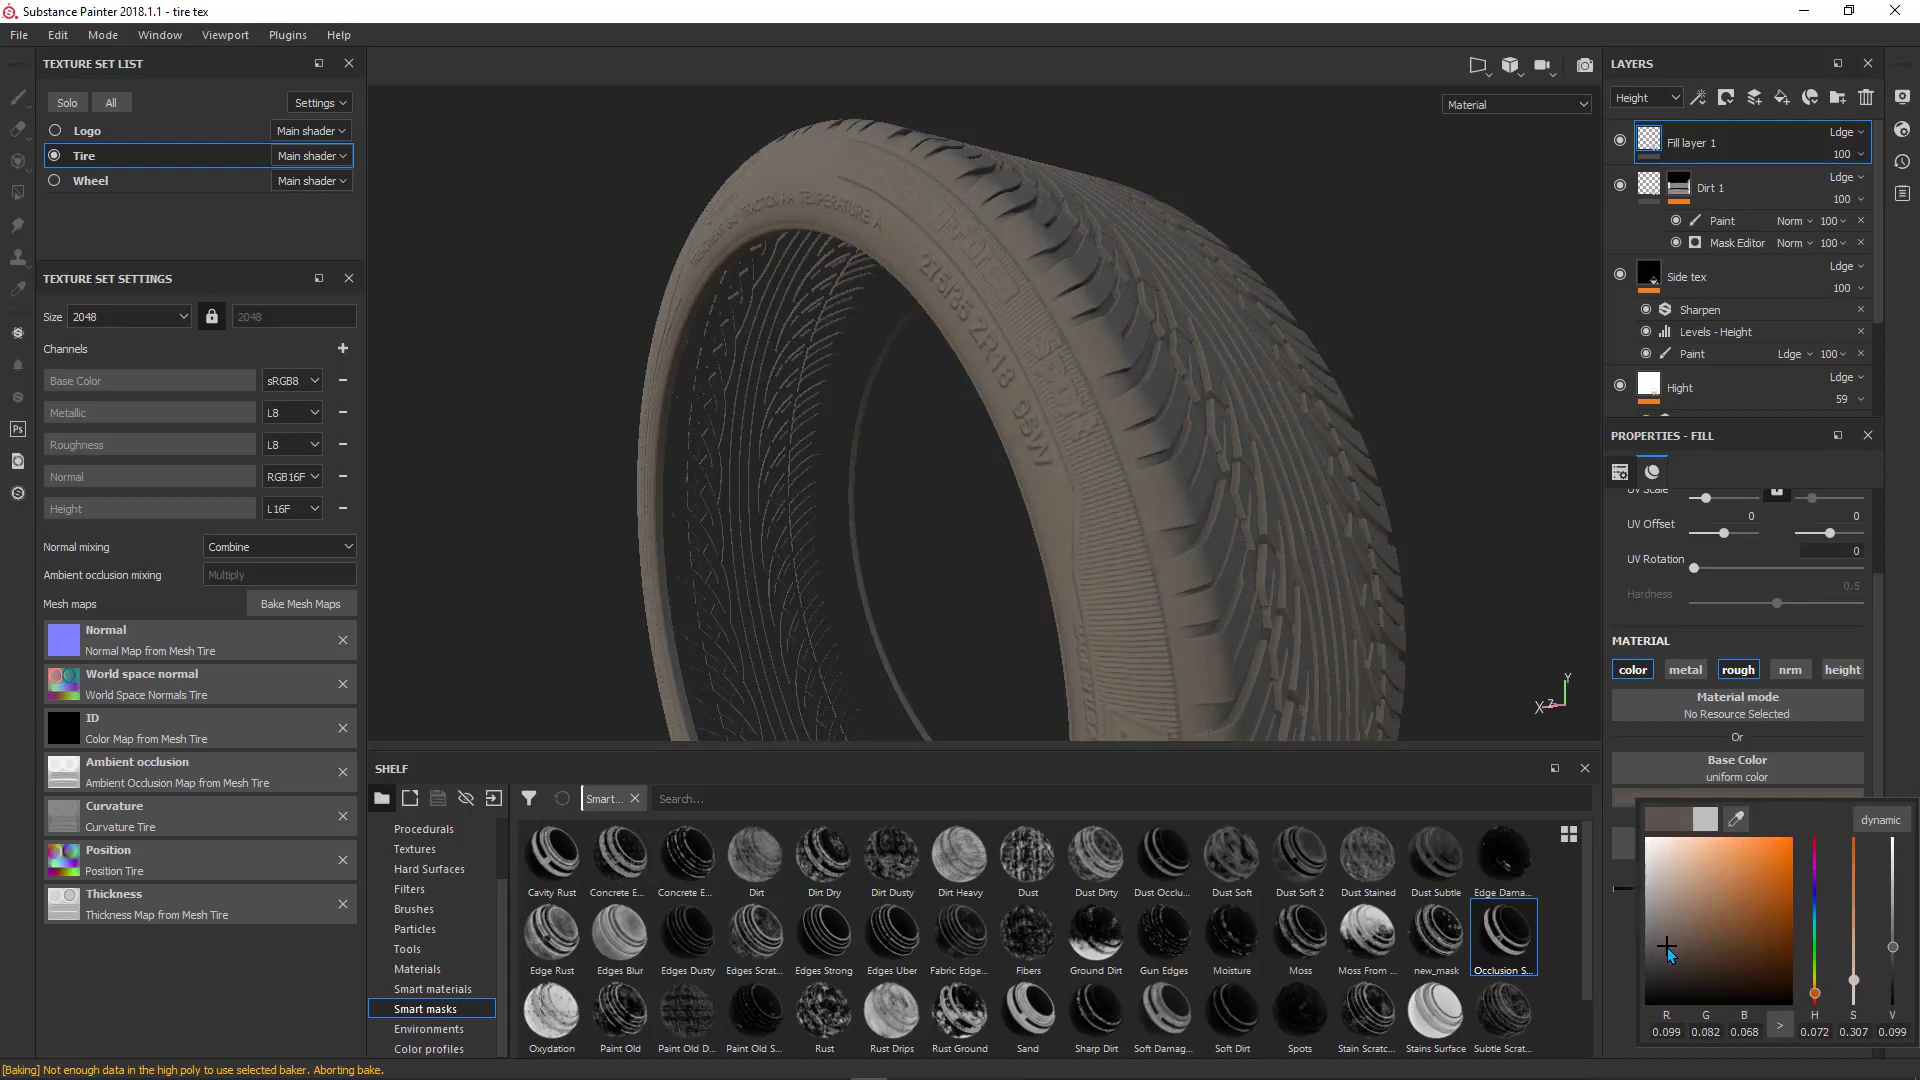 Substance Painter 2018.1.1 - tire tex
File Edit Mode Window Viewport Plugins Help
TEXTURE SET LIST
Solo All Settings
Logo Main shader
Tire Main shader
Wheel Main shader
TEXTURE SET SETTINGS
Size 2048 2048
Channels
Base Color sRGB8
Metallic L8
Roughness L8
Normal RGB16F
Height L16F
Normal mixing Combine
Ambient occlusion mixing Multiply
Mesh maps Bake Mesh Maps
Normal
Normal Map from Mesh Tire
World space normal
World Space Normals Tire
ID
Color Map from Mesh Tire
Ambient occlusion
Ambient Occlusion Map from Mesh Tire
Curvature
Curvature Tire
Position
Position Tire
Thickness
Thickness Map from Mesh Tire
Material
TRACTION AA TEMPERATURE A
275/35 ZR18 95W
Y
X Z
SHELF
Smart... Search...
Procedurals
Textures
Hard Surfaces
Filters
Brushes
Particles
Tools
Materials
Smart materials
Smart masks
Environments
Color profiles
Cavity Rust Concrete E... Concrete E... Dirt Dirt Dry Dirt Dusty Dirt Heavy Dust Dust Dirty Dust Occlu... Dust Soft Dust Soft 2 Dust Stained Dust Subtle Edge Dama...
Edge Rust Edges Blur Edges Dusty Edges Scrat... Edges Strong Edges Uber Fabric Edge... Fibers Ground Dirt Gun Edges Moisture Moss Moss From ... new_mask Occlusion S...
Oxydation Paint Old Paint Old D... Paint Old S... Rust Rust Drips Rust Ground Sand Sharp Dirt Soft Damag... Soft Dirt Spots Stain Scratc... Stains Surface Subtle Scrat...
LAYERS
Height
Fill layer 1 Ldge
100
Dirt 1 Ldge
100
Paint Norm 100
Mask Editor Norm 100
Side tex Ldge
100
Sharpen
Levels - Height
Paint Ldge 100
Hight Ldge
59
PROPERTIES - FILL
UV Scale
0 0
UV Offset
0
UV Rotation
0.5
Hardness
MATERIAL
color metal rough nrm height
Material mode
No Resource Selected
Or
Base Color
uniform color
dynamic
R G B H S V
0.099 0.082 0.068 > 0.072 0.307 0.099
Ps
[Baking] Not enough data in the high poly to use selected baker. Aborting bake.